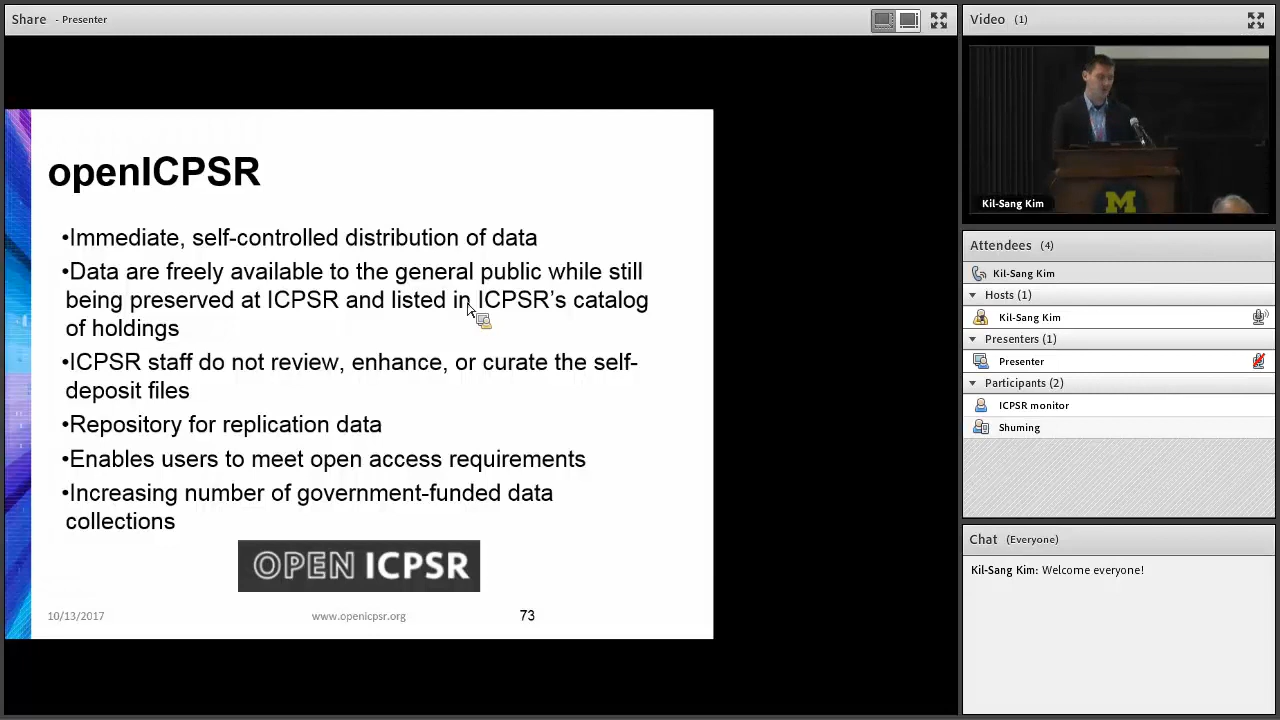 Share - Presenter
openICPSR
•Immediate, self-controlled distribution of data
•Data are freely available to the general public while still
being preserved at ICPSR and listed in ICPSR’s catalog
of holdings
•ICPSR staff do not review, enhance, or curate the self-
deposit files
•Repository for replication data
•Enables users to meet open access requirements
•Increasing number of government-funded data
collections
OPEN ICPSR
10/13/2017 www.openicpsr.org 73
Video (1)
M
Kil-Sang Kim
Attendees (4)
Kil-Sang Kim
Hosts (1)
Kil-Sang Kim
Presenters (1)
Presenter
Participants (2)
ICPSR monitor
Shuming
Chat (Everyone)
Kil-Sang Kim: Welcome everyone!